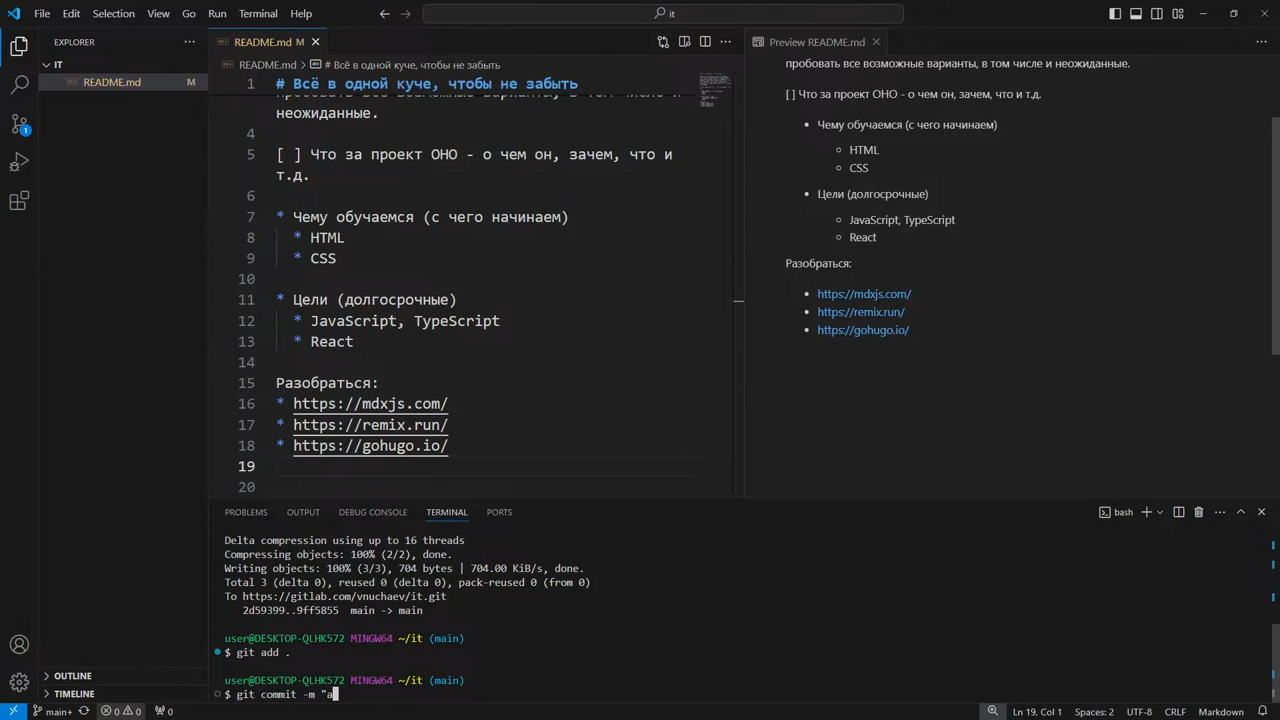 File Edit Selection View Go Run Terminal Help
it
EXPLORER
README.md M
Preview README.md
IT
README.md M
README.md > # Всё в одной куче, чтобы не забыть
1 # Всё в одной куче, чтобы не забыть
неожиданные.
4
5 [ ] Что за проект ОНО - о чем он, зачем, что и
т.д.
6
7 * Чему обучаемся (с чего начинаем)
8 * HTML
9 * CSS
10
11 * Цели (долгосрочные)
12 * JavaScript, TypeScript
13 * React
14
15 Разобраться:
16 * https://mdxjs.com/
17 * https://remix.run/
18 * https://gohugo.io/
19
20
пробовать все возможные варианты, в том числе и неожиданные.
[ ] Что за проект ОНО - о чем он, зачем, что и т.д.
• Чему обучаемся (с чего начинаем)
HTML
CSS
• Цели (долгосрочные)
JavaScript, TypeScript
React
Разобраться:
• https://mdxjs.com/
• https://remix.run/
• https://gohugo.io/
PROBLEMS OUTPUT DEBUG CONSOLE TERMINAL PORTS
bash
Delta compression using up to 16 threads
Compressing objects: 100% (2/2), done.
Writing objects: 100% (3/3), 704 bytes | 704.00 KiB/s, done.
Total 3 (delta 0), reused 0 (delta 0), pack-reused 0 (from 0)
To https://gitlab.com/vnuchaev/it.git
2d59399..9ff5855 main -> main
user@DESKTOP-QLHK572 MINGW64 ~/it (main)
$ git add .
user@DESKTOP-QLHK572 MINGW64 ~/it (main)
$ git commit -m "a
1
OUTLINE
TIMELINE
main+ 0 0 0 Ln 19, Col 1 Spaces: 2 UTF-8 CRLF Markdown